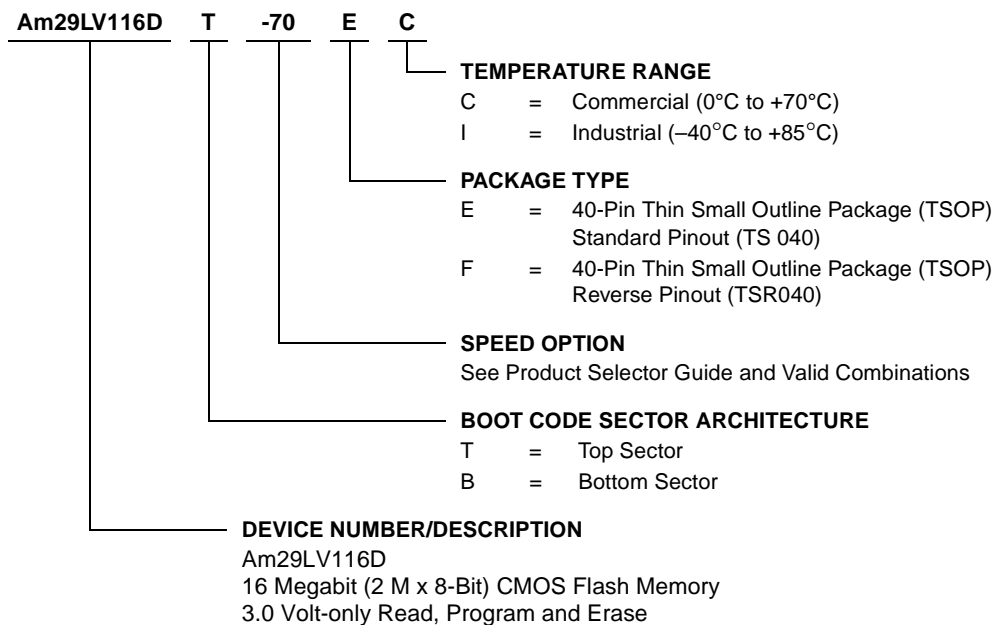 Am29LV116D T -70 E C
TEMPERATURE RANGE
C = Commercial (0°C to +70°C)
I = Industrial (–40°C to +85°C)
PACKAGE TYPE
E = 40-Pin Thin Small Outline Package (TSOP)
Standard Pinout (TS 040)
F = 40-Pin Thin Small Outline Package (TSOP)
Reverse Pinout (TSR040)
SPEED OPTION
See Product Selector Guide and Valid Combinations
BOOT CODE SECTOR ARCHITECTURE
T = Top Sector
B = Bottom Sector
DEVICE NUMBER/DESCRIPTION
Am29LV116D
16 Megabit (2 M x 8-Bit) CMOS Flash Memory
3.0 Volt-only Read, Program and Erase